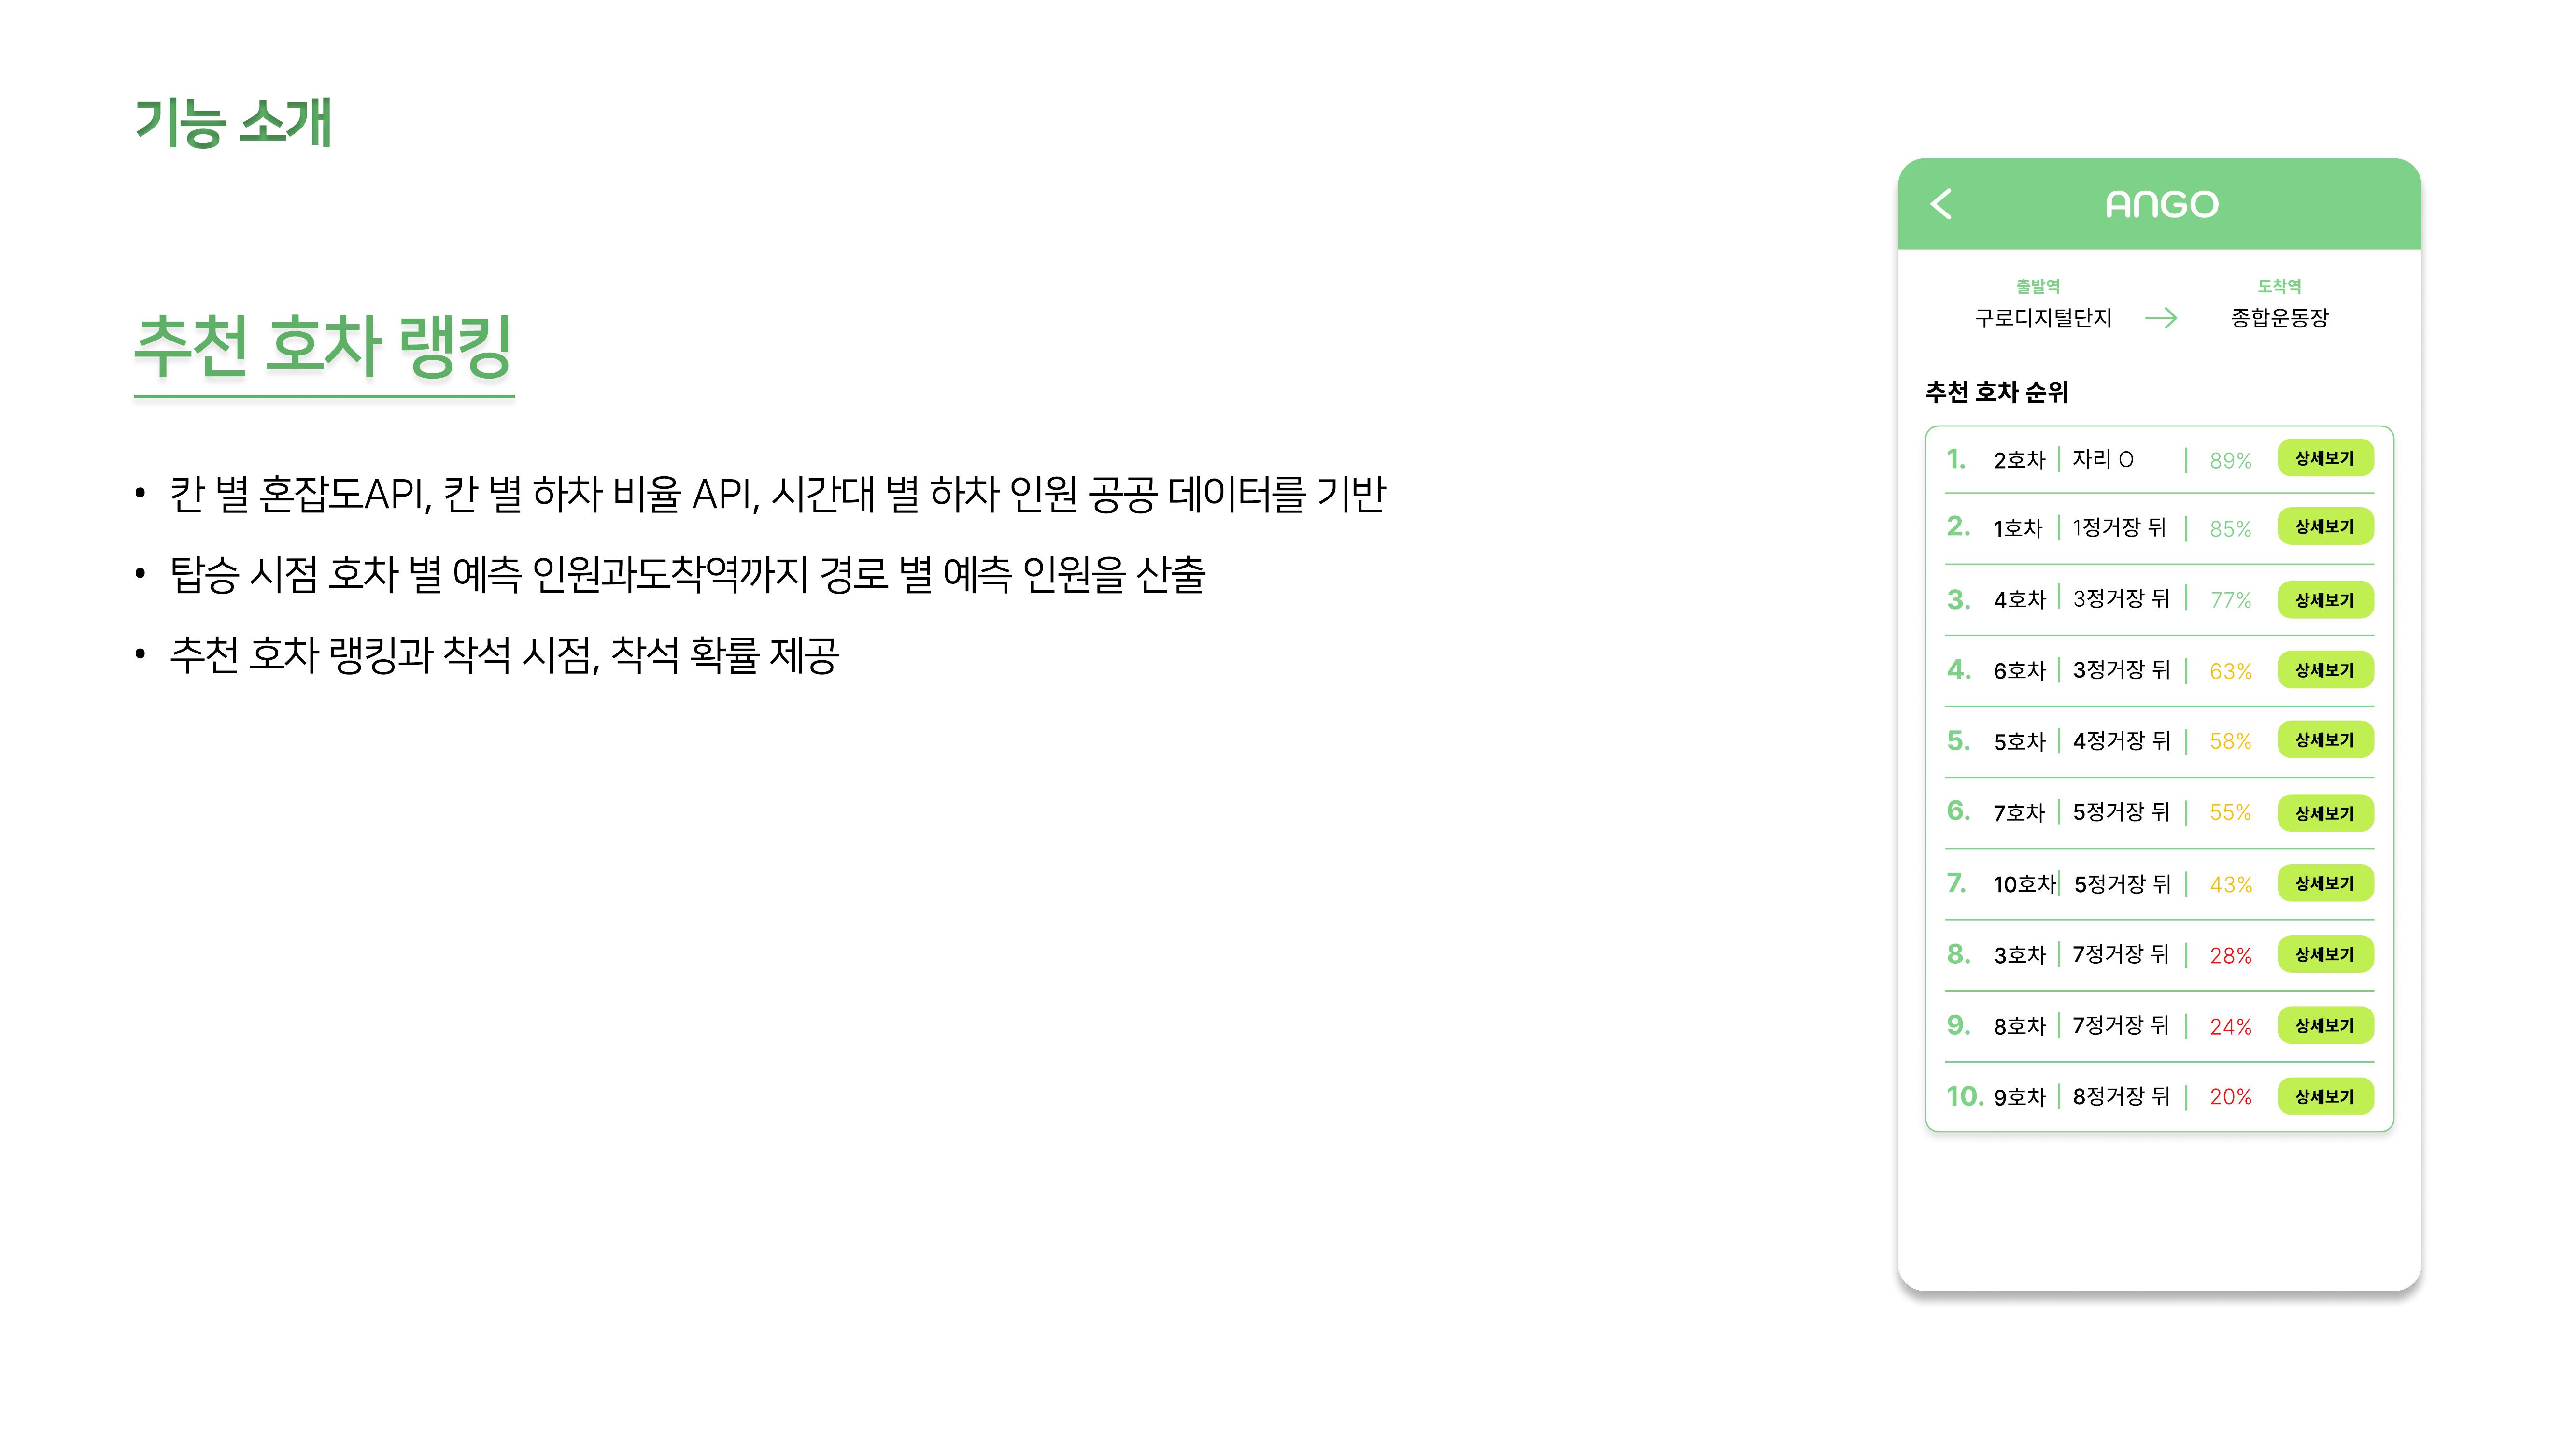 기능 소개
추천 호차 랭킹
• 칸 별 혼잡도API, 칸 별 하차 비율 API, 시간대 별 하차 인원 공공 데이터를 기반
• 탑승 시점 호차 별 예측 인원과도착역까지 경로 별 예측 인원을 산출
• 추천 호차 랭킹과 착석 시점, 착석 확률 제공
ANGO
출발역 도착역
구로디지털단지 → 종합운동장
추천 호차 순위
1. 2호차 | 자리 O | 89% 상세보기
2. 1호차 | 1정거장 뒤 | 85% 상세보기
3. 4호차 | 3정거장 뒤 | 77% 상세보기
4. 6호차 | 3정거장 뒤 | 63% 상세보기
5. 5호차 | 4정거장 뒤 | 58% 상세보기
6. 7호차 | 5정거장 뒤 | 55% 상세보기
7. 10호차 | 5정거장 뒤 | 43% 상세보기
8. 3호차 | 7정거장 뒤 | 28% 상세보기
9. 8호차 | 7정거장 뒤 | 24% 상세보기
10. 9호차 | 8정거장 뒤 | 20% 상세보기